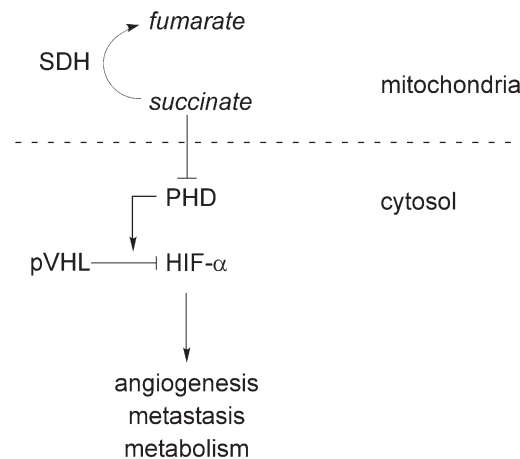 fumarate
SDH
succinate
mitochondria
PHD
cytosol
pVHL
HIF-α
angiogenesis
metastasis
metabolism